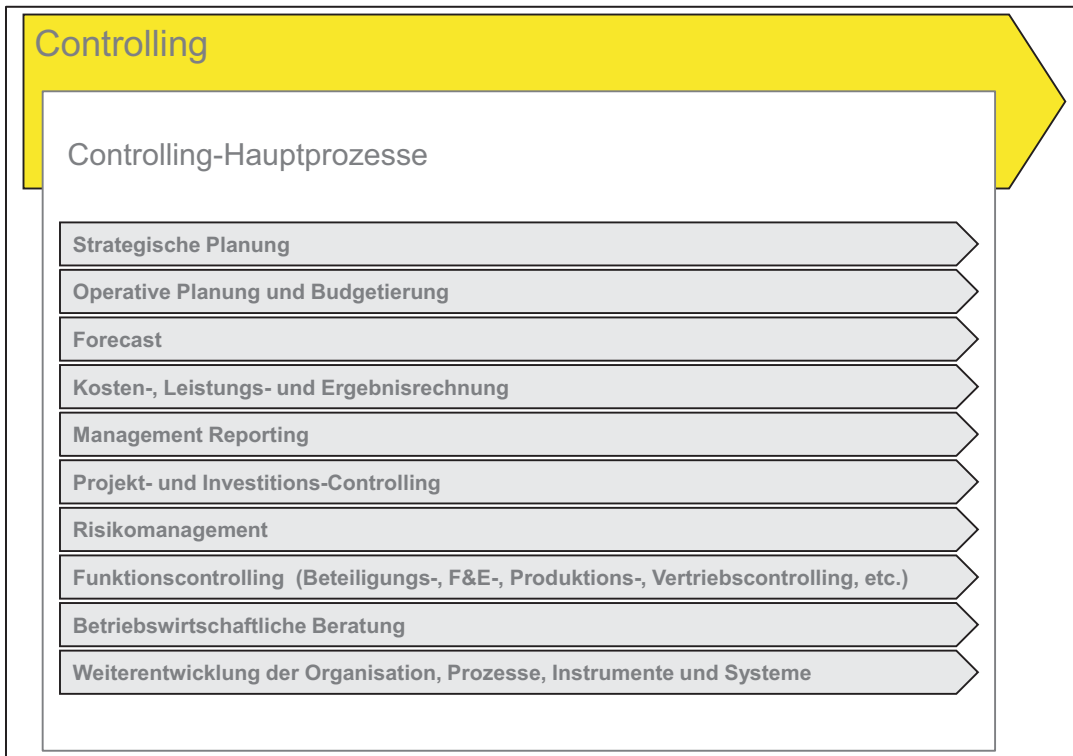 Controlling
Controlling-Hauptprozesse
Strategische Planung
Operative Planung und Budgetierung
Forecast
Kosten-, Leistungs- und Ergebnisrechnung
Management Reporting
Projekt- und Investitions-Controlling
Risikomanagement
Funktionscontrolling (Beteiligungs-, F&E-, Produktions-, Vertriebscontrolling, etc.)
Betriebswirtschaftliche Beratung
Weiterentwicklung der Organisation, Prozesse, Instrumente und Systeme